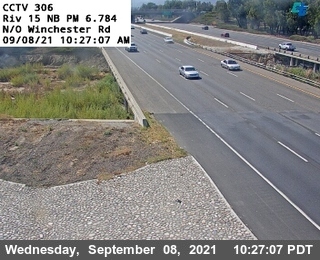 CCTV 306
Riv 15 NB PM 6.784
N/O Winchester Rd
09/08/21 10:27:07 AM
Wednesday, September 08, 2021 10:27:07 PDT